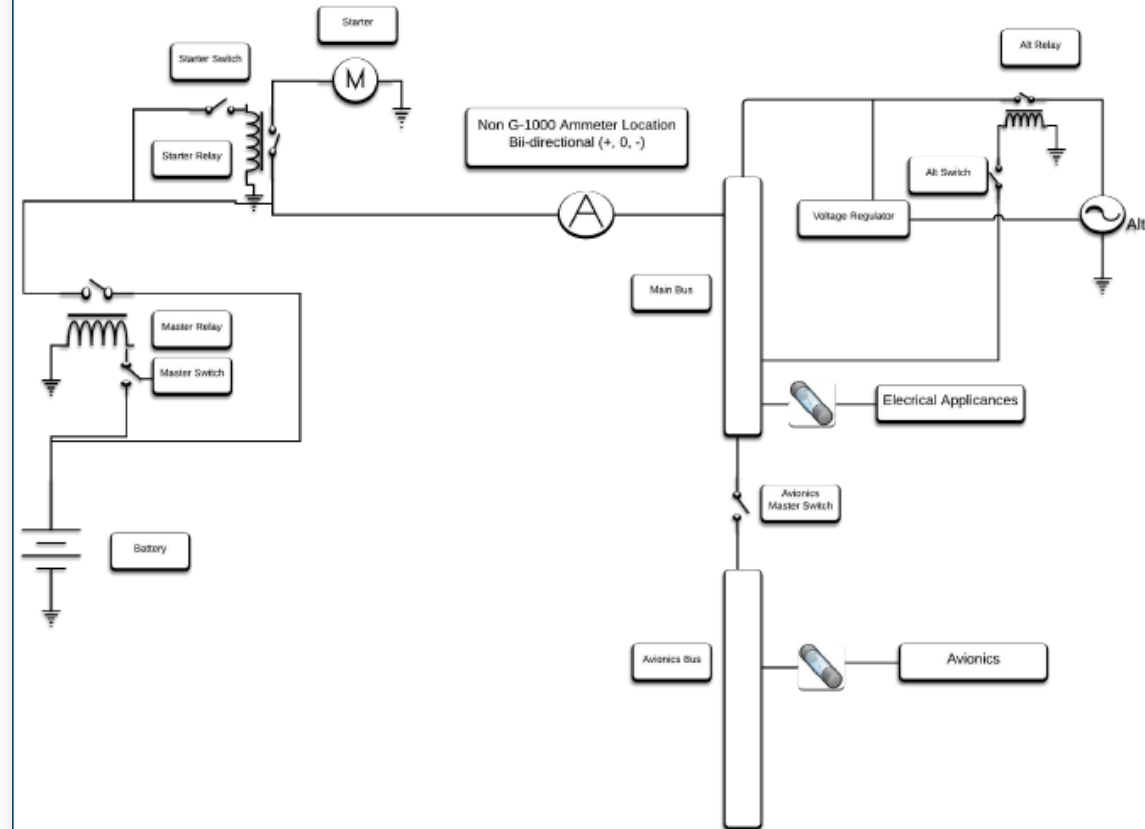 Starter
Starter Switch
Alt Relay
Non G-1000 Ammeter Location
Bii-directional (+, 0, -)
M
Starter Relay
Alt Switch
A
Voltage Regulator
Alt
Main Bus
Master Relay
Master Switch
Elecrical Applicances
Avionics
Master Switch
Battery
Avionics Bus
Avionics